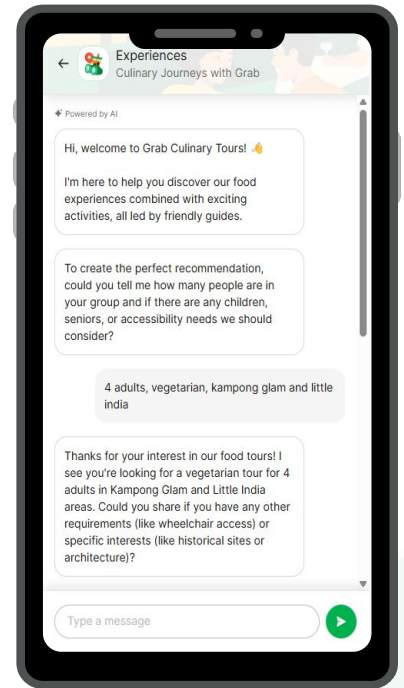 Experiences
Culinary Journeys with Grab
Powered by AI
Hi, welcome to Grab Culinary Tours! 👋
I'm here to help you discover our food
experiences combined with exciting
activities, all led by friendly guides.
To create the perfect recommendation,
could you tell me how many people are in
your group and if there are any children,
seniors, or accessibility needs we should
consider?
4 adults, vegetarian, kampong glam and little
india
Thanks for your interest in our food tours! I
see you're looking for a vegetarian tour for 4
adults in Kampong Glam and Little India
areas. Could you share if you have any other
requirements (like wheelchair access) or
specific interests (like historical sites or
architecture)?
Type a message